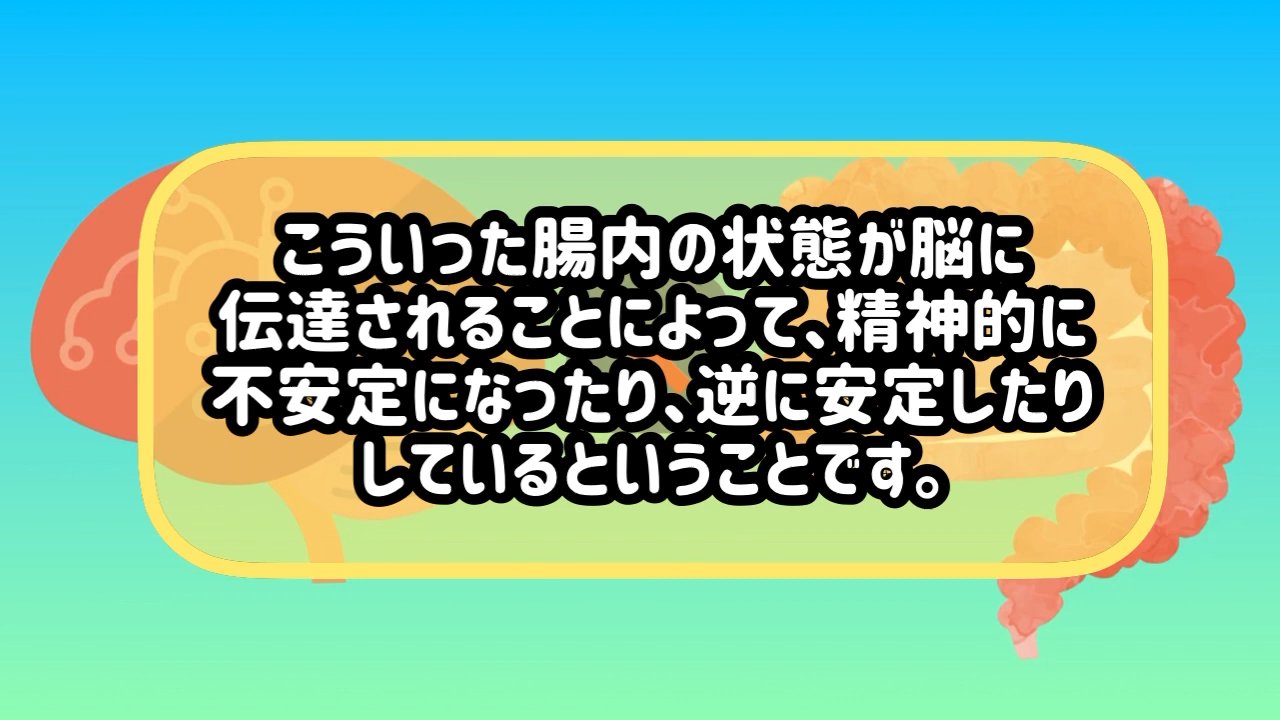 こういった腸内の状態が脳に
伝達されることによって、精神的に
不安定になったり、逆に安定したり
しているということです。